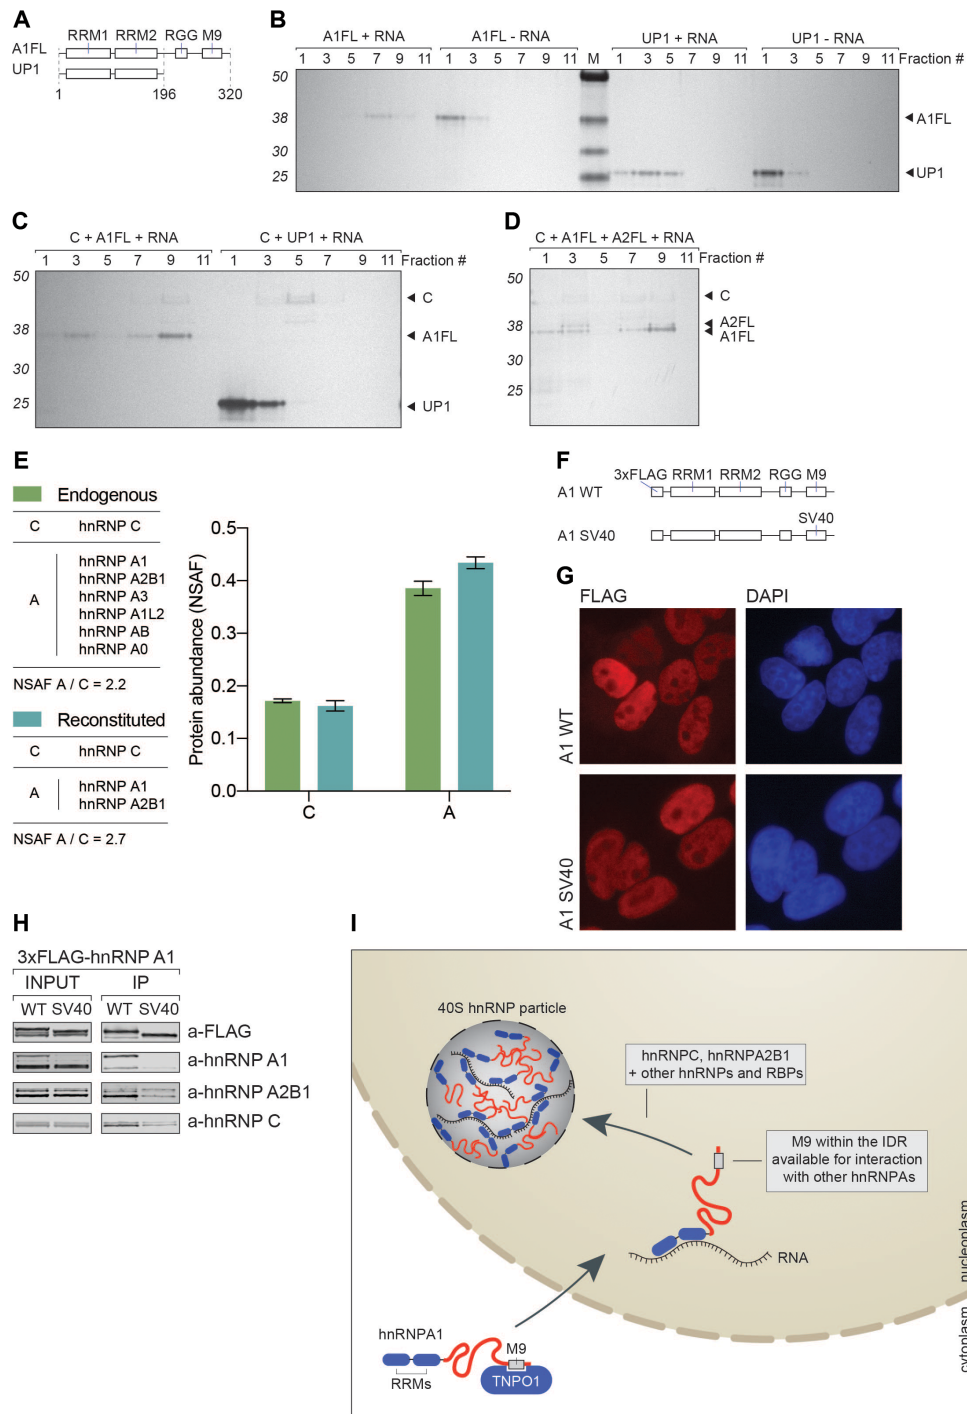 A
RRM1 RRM2 RGG M9
A1FL
UP1
1 196 320
B
A1FL + RNA A1FL - RNA UP1 + RNA UP1 - RNA
1 3 5 7 9 11 1 3 5 7 9 11 M 1 3 5 7 9 11 1 3 5 7 9 11 Fraction #
50
38
30
25
A1FL
UP1
C
C + A1FL + RNA C + UP1 + RNA
1 3 5 7 9 11 1 3 5 7 9 11 Fraction #
50
38
30
25
C
A1FL
UP1
D
C + A1FL + A2FL + RNA
1 3 5 7 9 11 Fraction #
50
38
30
25
C
A2FL
A1FL
E
Endogenous
C hnRNP C
A
hnRNP A1
hnRNP A2B1
hnRNP A3
hnRNP A1L2
hnRNP AB
hnRNP A0
NSAF A / C = 2.2
Reconstituted
C hnRNP C
A
hnRNP A1
hnRNP A2B1
NSAF A / C = 2.7
Protein abundance (NSAF)
0.5
0.4
0.3
0.2
0.1
0.0
C A
F
3xFLAG RRM1 RRM2 RGG M9
A1 WT
SV40
A1 SV40
G
FLAG DAPI
A1 WT
A1 SV40
H
3xFLAG-hnRNP A1
INPUT IP
WT SV40 WT SV40
a-FLAG
a-hnRNP A1
a-hnRNP A2B1
a-hnRNP C
I
40S hnRNP particle
hnRNPC, hnRNPA2B1
+ other hnRNPs and RBPs
M9 within the IDR
available for interaction
with other hnRNPAs
RNA
nucleoplasm
cytoplasm
hnRNPA1
M9
RRMs
TNPO1